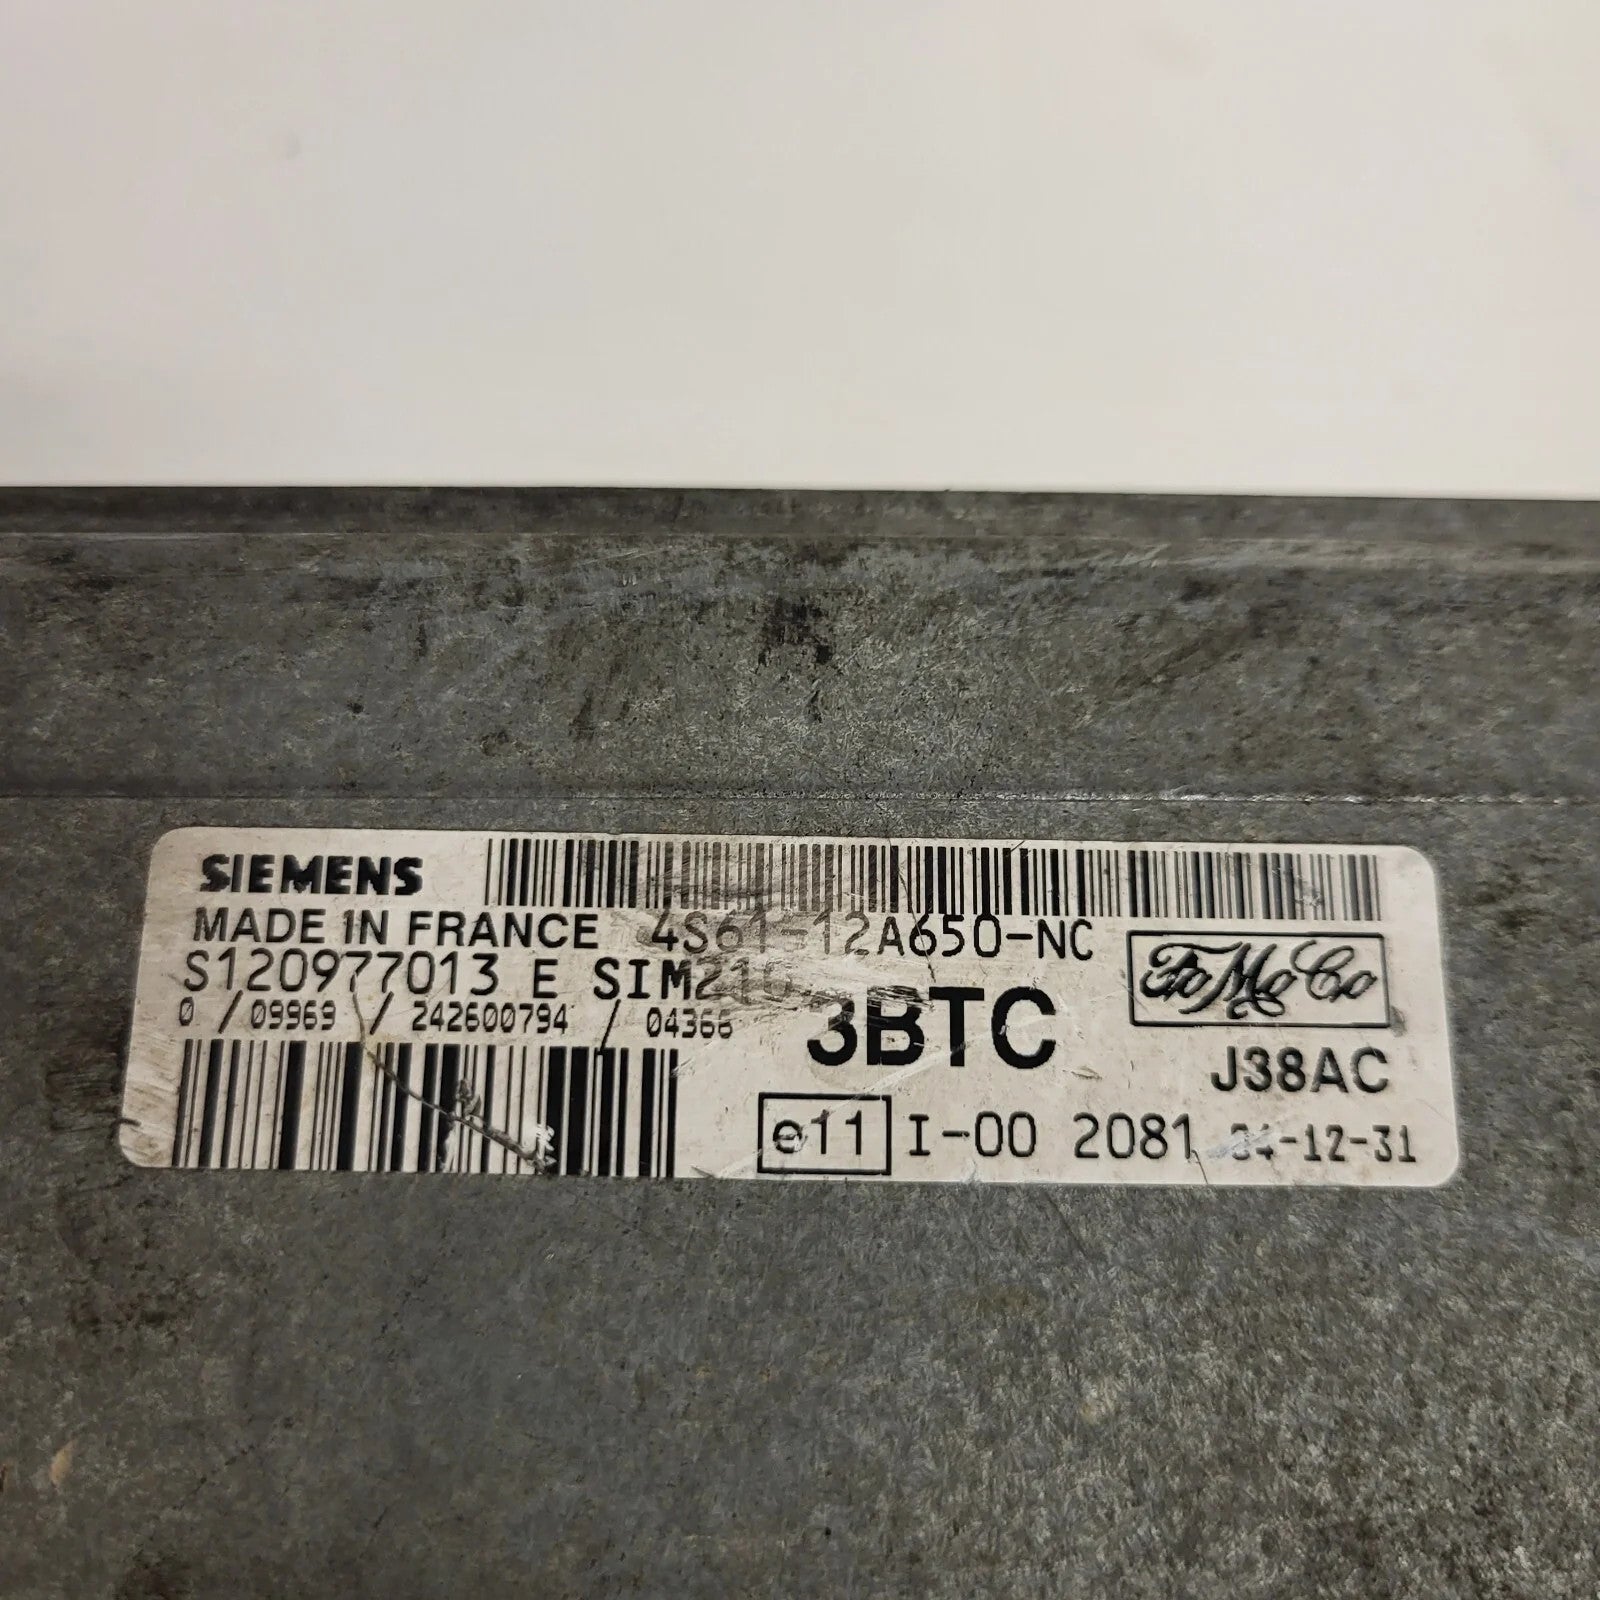 SIEMENS
MADE IN FRANCE 4S61-12A650-NC
S120977013 E SIM210
0 / 09969 / 242600794 / 04366
3BTC
FoMoCo
J38AC
e11 I-00 2081 04-12-31